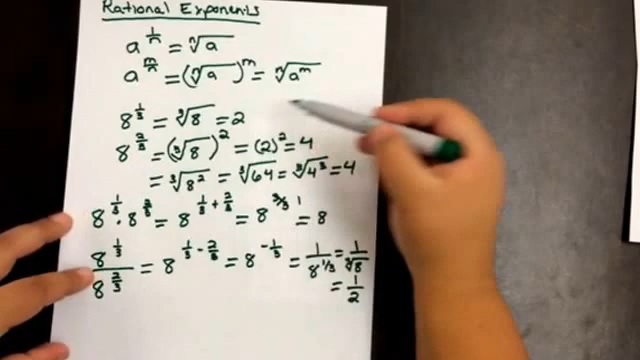 Rational Exponents
a^{1/n} = ⁿ√a
a^{m/n} = (ⁿ√a)^m = ⁿ√a^m
8^{1/3} = ³√8 = 2
8^{2/3} = (³√8)^2 = (2)^2 = 4
= ³√8^2 = ³√64 = ³√4^3 = 4
8^{1/3} · 8^{2/3} = 8^{1/3 + 2/3} = 8^{3/3} = 8
8^{1/3} / 8^{2/3} = 8^{1/3 - 2/3} = 8^{-1/3} = 1/8^{1/3} = 1/³√8
= 1/2